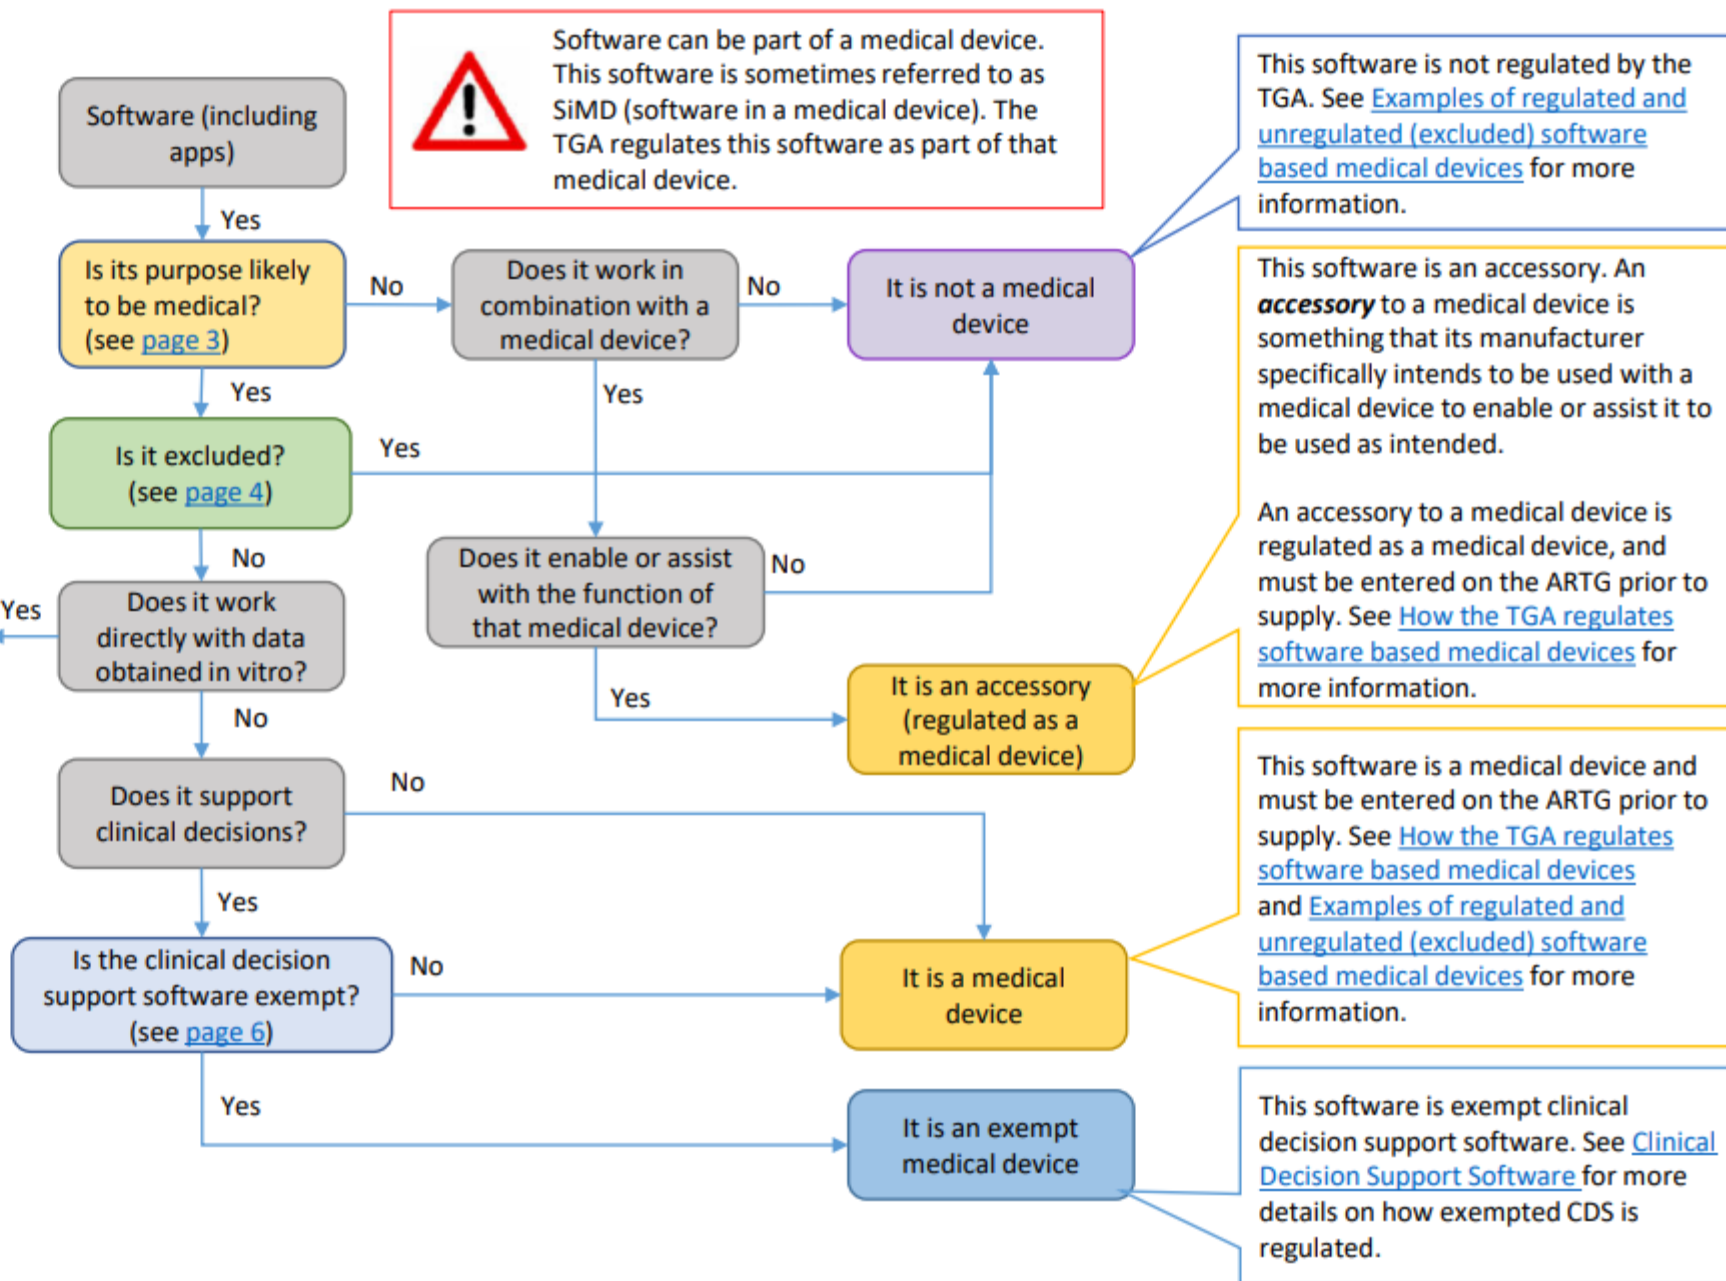 Software can be part of a medical device.
This software is sometimes referred to as
SiMD (software in a medical device). The
TGA regulates this software as part of that
medical device.
This software is not regulated by the
TGA. See Examples of regulated and
unregulated (excluded) software
based medical devices for more
information.
Software (including
apps)
Yes
Is its purpose likely
to be medical?
(see page 3)
No
Does it work in
combination with a
medical device?
No
It is not a medical
device
This software is an accessory. An
accessory to a medical device is
something that its manufacturer
specifically intends to be used with a
medical device to enable or assist it to
be used as intended.
An accessory to a medical device is
regulated as a medical device, and
must be entered on the ARTG prior to
supply. See How the TGA regulates
software based medical devices for
more information.
Yes
Yes
Is it excluded?
(see page 4)
Yes
No
Does it enable or assist
with the function of
that medical device?
No
Yes
Does it work
directly with data
obtained in vitro?
Yes
It is an accessory
(regulated as a
medical device)
No
Does it support
clinical decisions?
No
This software is a medical device and
must be entered on the ARTG prior to
supply. See How the TGA regulates
software based medical devices
and Examples of regulated and
unregulated (excluded) software
based medical devices for more
information.
Yes
Is the clinical decision
support software exempt?
(see page 6)
No
It is a medical
device
Yes
It is an exempt
medical device
This software is exempt clinical
decision support software. See Clinical
Decision Support Software for more
details on how exempted CDS is
regulated.